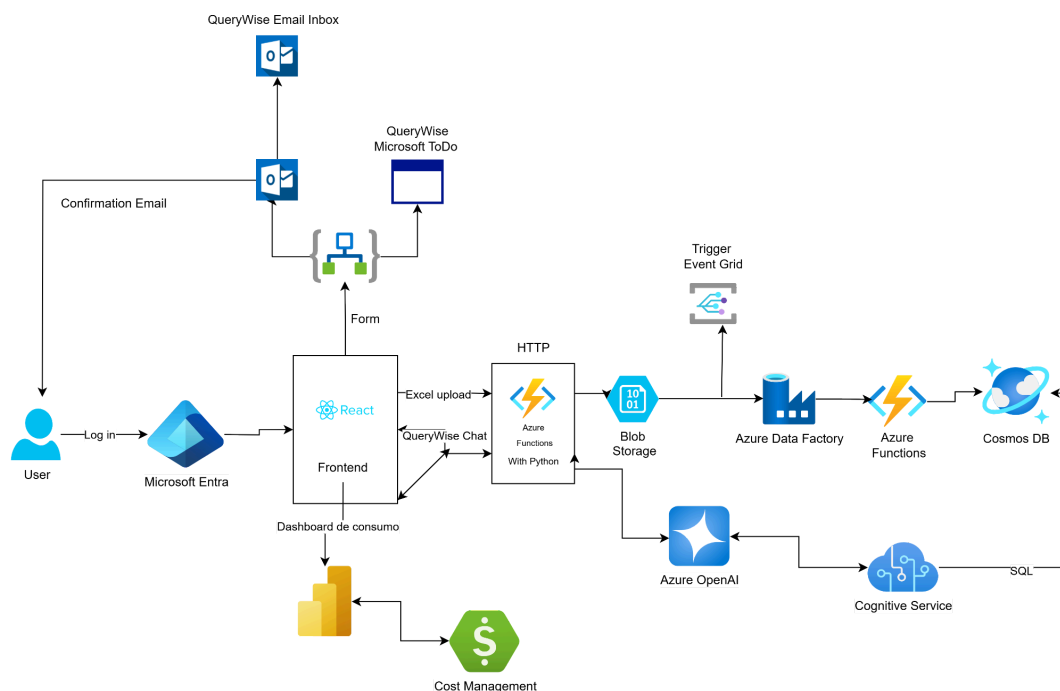 QueryWise Email Inbox
QueryWise
Microsoft ToDo
Confirmation Email
Trigger
Event Grid
Form
HTTP
React
Excel upload
Azure
Functions
With Python
10
01
Blob
Storage
Azure Data Factory
Azure
Functions
Cosmos DB
Log in
User
Microsoft Entra
Frontend
QueryWise Chat
Dashboard de consumo
Azure OpenAI
Cognitive Service
SQL
$
Cost Management